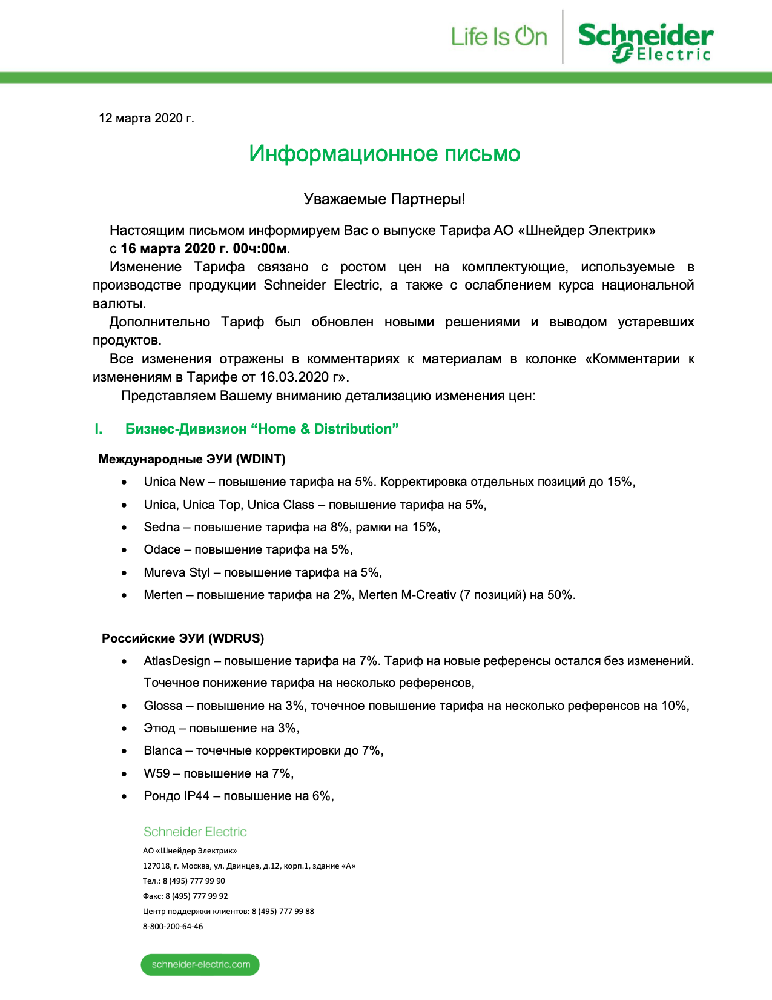 Life Is On
Schneider
Electric
12 марта 2020 г.
Информационное письмо
Уважаемые Партнеры!
Настоящим письмом информируем Вас о выпуске Тарифа АО «Шнейдер Электрик»
с 16 марта 2020 г. 00ч:00м.
Изменение Тарифа связано с ростом цен на комплектующие, используемые в
производстве продукции Schneider Electric, а также с ослаблением курса национальной
валюты.
Дополнительно Тариф был обновлен новыми решениями и выводом устаревших
продуктов.
Все изменения отражены в комментариях к материалам в колонке «Комментарии к
изменениям в Тарифе от 16.03.2020 г».
Представляем Вашему вниманию детализацию изменения цен:
I. Бизнес-Дивизион “Home & Distribution”
Международные ЭУИ (WDINT)
• Unica New – повышение тарифа на 5%. Корректировка отдельных позиций до 15%,
• Unica, Unica Top, Unica Class – повышение тарифа на 5%,
• Sedna – повышение тарифа на 8%, рамки на 15%,
• Odace – повышение тарифа на 5%,
• Mureva Styl – повышение тарифа на 5%,
• Merten – повышение тарифа на 2%, Merten M-Creativ (7 позиций) на 50%.
Российские ЭУИ (WDRUS)
• AtlasDesign – повышение тарифа на 7%. Тариф на новые референсы остался без изменений.
Точечное понижение тарифа на несколько референсов,
• Glossa – повышение на 3%, точечное повышение тарифа на несколько референсов на 10%,
• Этюд – повышение на 3%,
• Blanca – точечные корректировки до 7%,
• W59 – повышение на 7%,
• Рондо IP44 – повышение на 6%,
Schneider Electric
АО «Шнейдер Электрик»
127018, г. Москва, ул. Двинцев, д.12, корп.1, здание «А»
Тел.: 8 (495) 777 99 90
Факс: 8 (495) 777 99 92
Центр поддержки клиентов: 8 (495) 777 99 88
8-800-200-64-46
schneider-electric.com